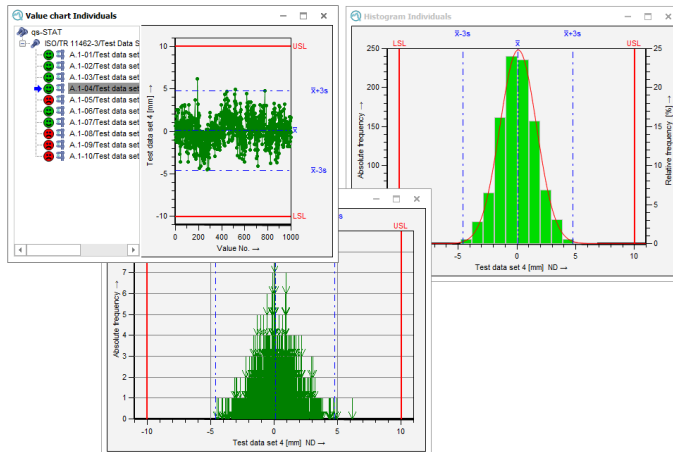 Value chart Individuals
qs-STAT
ISO/TR 11462-3/Test Data S
A.1-01/Test data set
A.1-02/Test data set
A.1-03/Test data set
A.1-04/Test data set
A.1-05/Test data set
A.1-06/Test data set
A.1-07/Test data set
A.1-08/Test data set
A.1-09/Test data set
A.1-10/Test data set
Test data set 4 [mm] →
10
5
0
-5
-10
USL
x̄+3s
x̄
x̄-3s
LSL
0 200 400 600 800 1000
Value No. →
Histogram Individuals
x̄-3s x̄ x̄+3s
LSL USL
Absolute frequency →
250
200
150
100
25
20
15
10
5
0
Relative frequency [%] →
-5 0 5 10
Test data set 4 [mm] ND →
USL
Absolute frequency →
7
6
5
4
3
2
1
0
-10 -5 0 5 10
Test data set 4 [mm] ND →